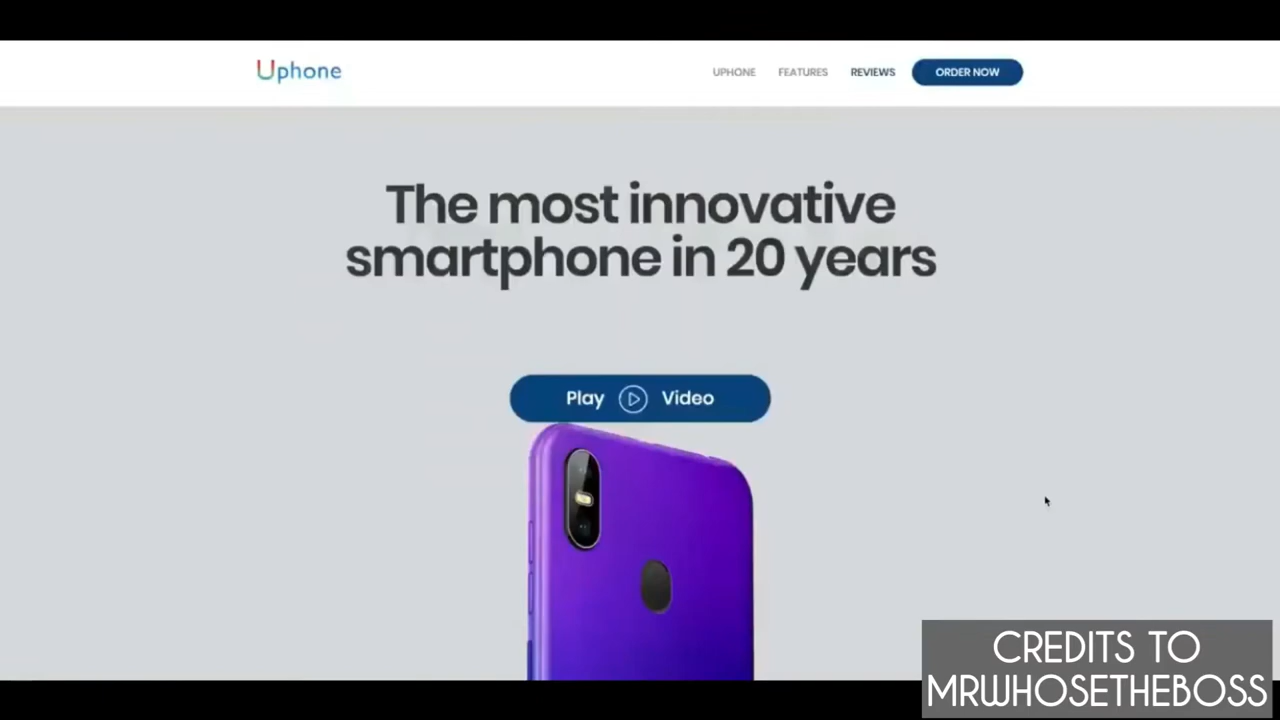 Uphone
UPHONE FEATURES REVIEWS ORDER NOW
The most innovative
smartphone in 20 years
Play Video
CREDITS TO
MRWHOSETHEBOSS